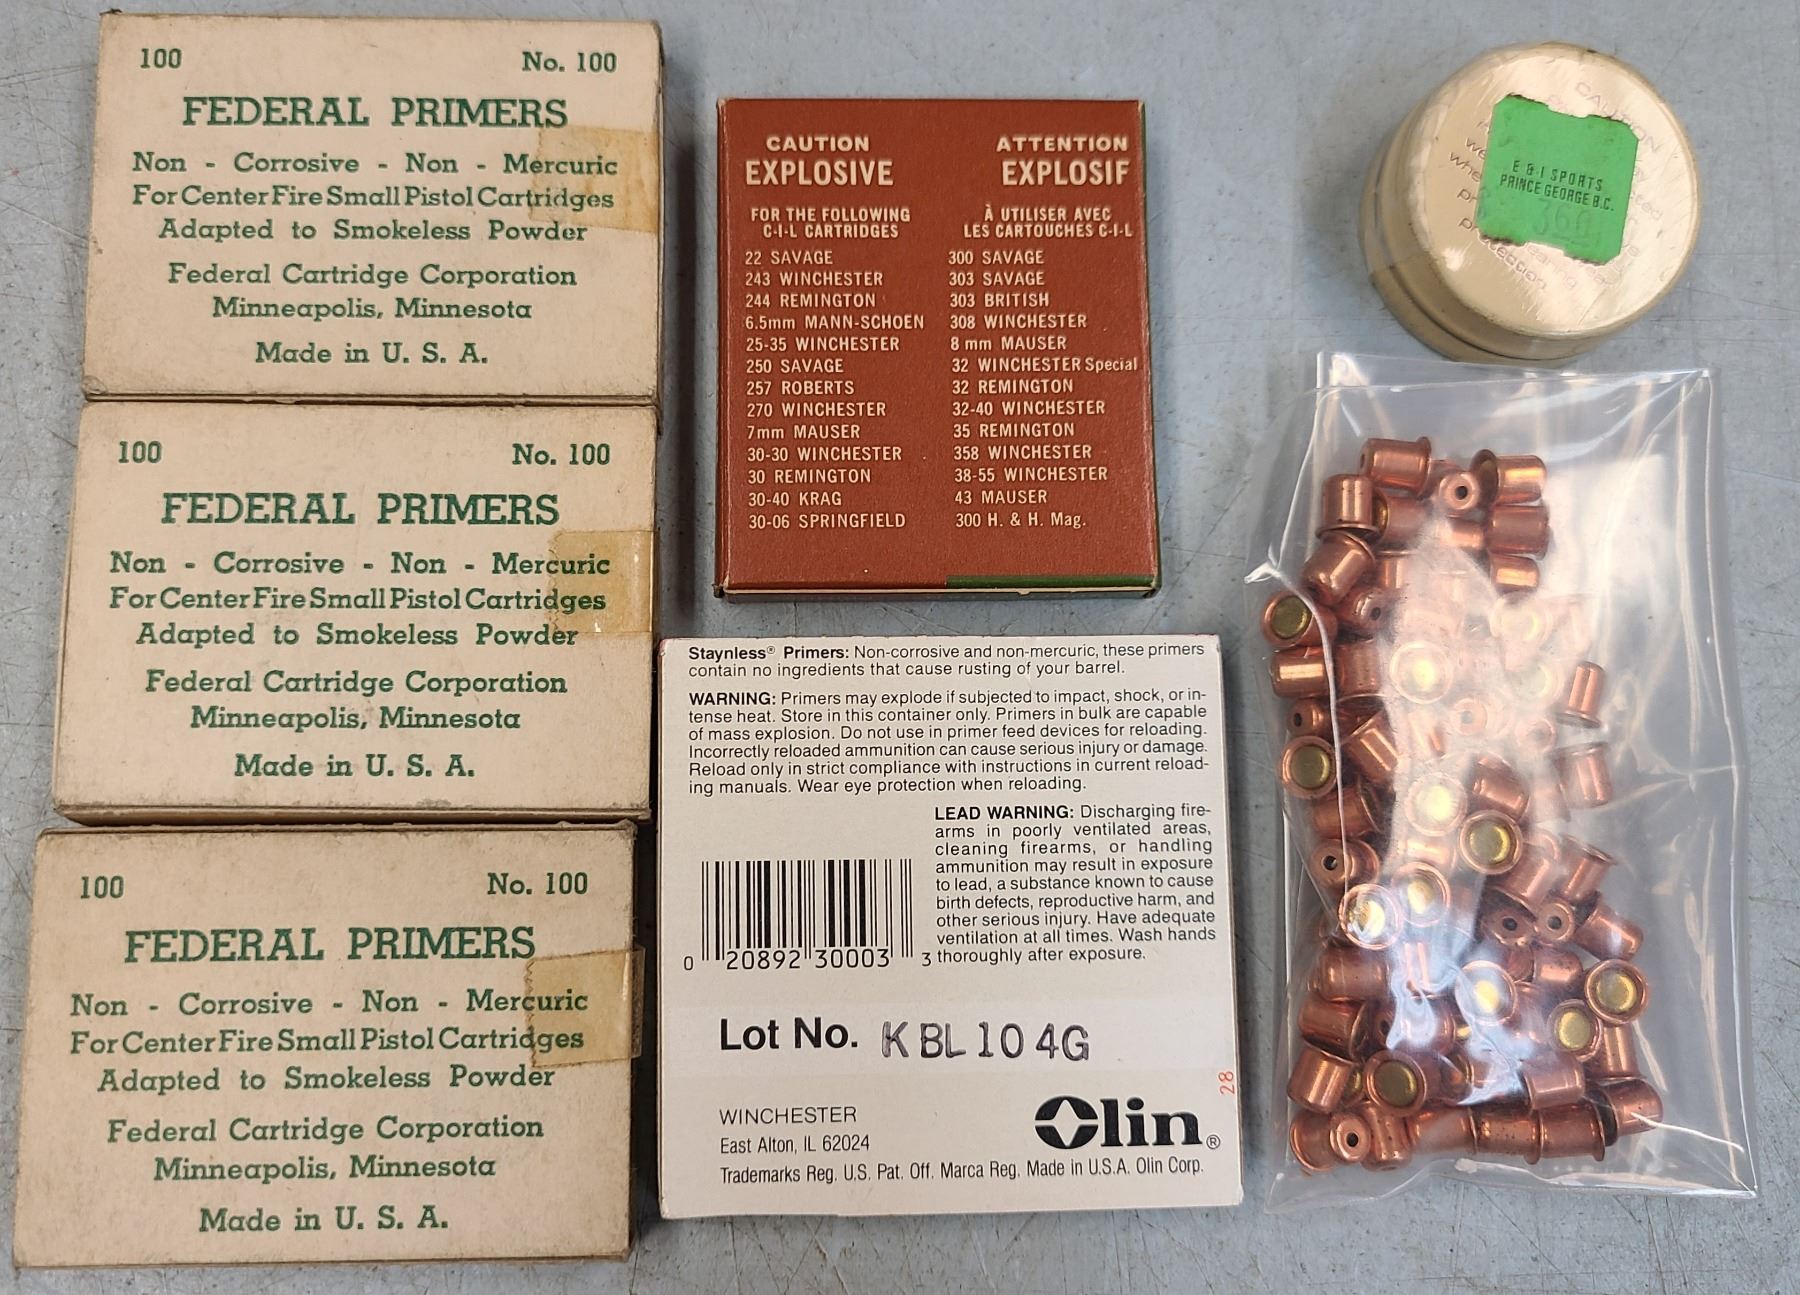 100 No. 100
FEDERAL PRIMERS
Non - Corrosive - Non - Mercuric
For Center Fire Small Pistol Cartridges
Adapted to Smokeless Powder
Federal Cartridge Corporation
Minneapolis, Minnesota
Made in U. S. A.
100 No. 100
FEDERAL PRIMERS
Non - Corrosive - Non - Mercuric
For Center Fire Small Pistol Cartridges
Adapted to Smokeless Powder
Federal Cartridge Corporation
Minneapolis, Minnesota
Made in U. S. A.
100 No. 100
FEDERAL PRIMERS
Non - Corrosive - Non - Mercuric
For Center Fire Small Pistol Cartridges
Adapted to Smokeless Powder
Federal Cartridge Corporation
Minneapolis, Minnesota
Made in U. S. A.
CAUTION
EXPLOSIVE
FOR THE FOLLOWING
C-I-L CARTRIDGES
22 SAVAGE
243 WINCHESTER
244 REMINGTON
6.5mm MANN-SCHOEN
25-35 WINCHESTER
250 SAVAGE
257 ROBERTS
270 WINCHESTER
7mm MAUSER
30-30 WINCHESTER
30 REMINGTON
30-40 KRAG
30-06 SPRINGFIELD
ATTENTION
EXPLOSIF
À UTILISER AVEC
LES CARTOUCHES C-I-L
300 SAVAGE
303 SAVAGE
303 BRITISH
308 WINCHESTER
8 mm MAUSER
32 WINCHESTER Special
32 REMINGTON
32-40 WINCHESTER
35 REMINGTON
358 WINCHESTER
38-55 WINCHESTER
43 MAUSER
300 H. & H. Mag.
Staynless® Primers: Non-corrosive and non-mercuric, these primers
contain no ingredients that cause rusting of your barrel.
WARNING: Primers may explode if subjected to impact, shock, or in-
tense heat. Store in this container only. Primers in bulk are capable
of mass explosion. Do not use in primer feed devices for reloading.
Incorrectly reloaded ammunition can cause serious injury or damage.
Reload only in strict compliance with instructions in current reload-
ing manuals. Wear eye protection when reloading.
LEAD WARNING: Discharging fire-
arms in poorly ventilated areas,
cleaning firearms, or handling
ammunition may result in exposure
to lead, a substance known to cause
birth defects, reproductive harm, and
other serious injury. Have adequate
ventilation at all times. Wash hands
thoroughly after exposure.
0 20892 30003 3
Lot No. KBL104G
28
WINCHESTER
East Alton, IL 62024
Olin®
Trademarks Reg. U.S. Pat. Off. Marca Reg. Made in U.S.A. Olin Corp.
CAUTION
E & I SPORTS
PRINCE GEORGE B.C.
360
hearing
protection